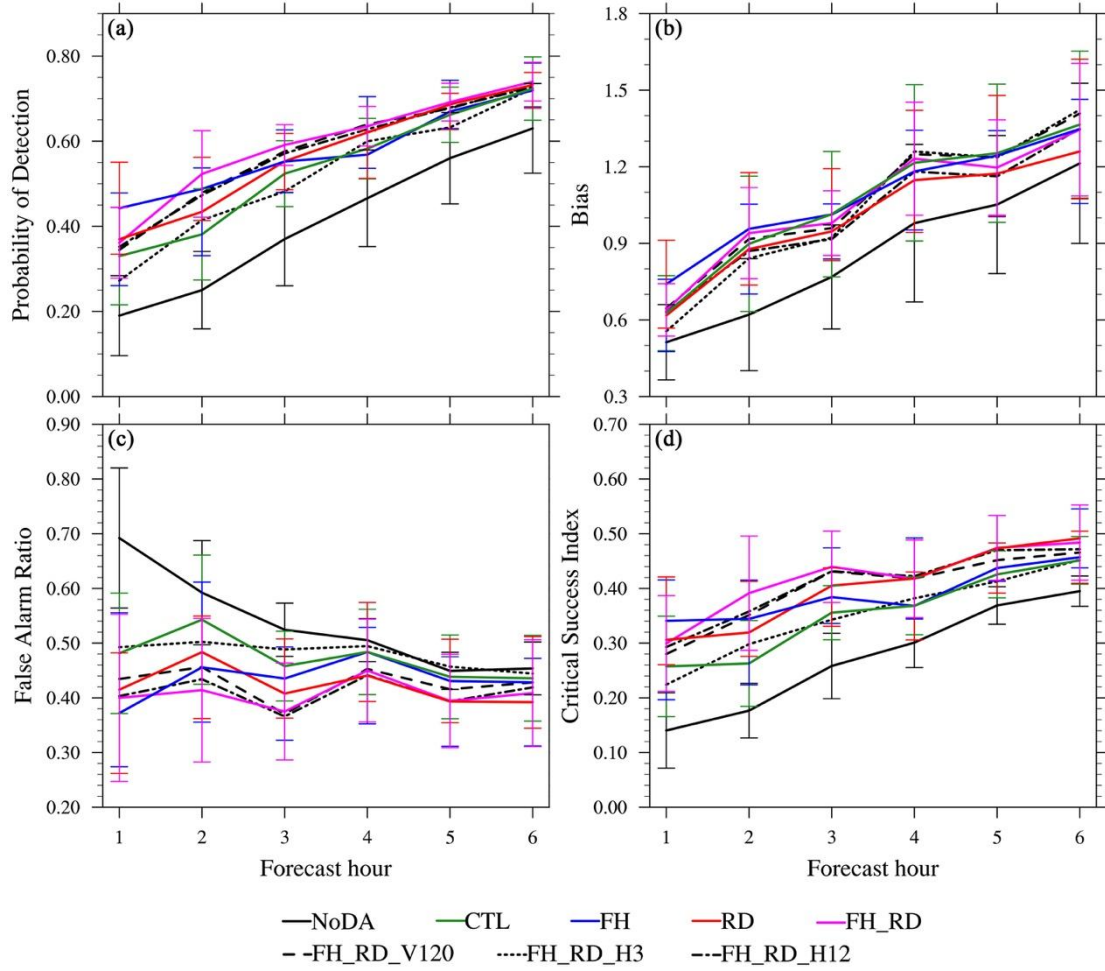 (a)
Probability of Detection
0.80
0.60
0.40
0.20
0.00
(b)
Bias
1.8
1.5
1.2
0.9
0.6
0.3
(c)
False Alarm Ratio
0.90
0.80
0.70
0.60
0.50
0.40
0.30
0.20
1 2 3 4 5 6
Forecast hour
(d)
Critical Success Index
0.70
0.60
0.50
0.40
0.30
0.20
0.10
0.00
1 2 3 4 5 6
Forecast hour
NoDA CTL FH RD FH_RD
FH_RD_V120 FH_RD_H3 FH_RD_H12